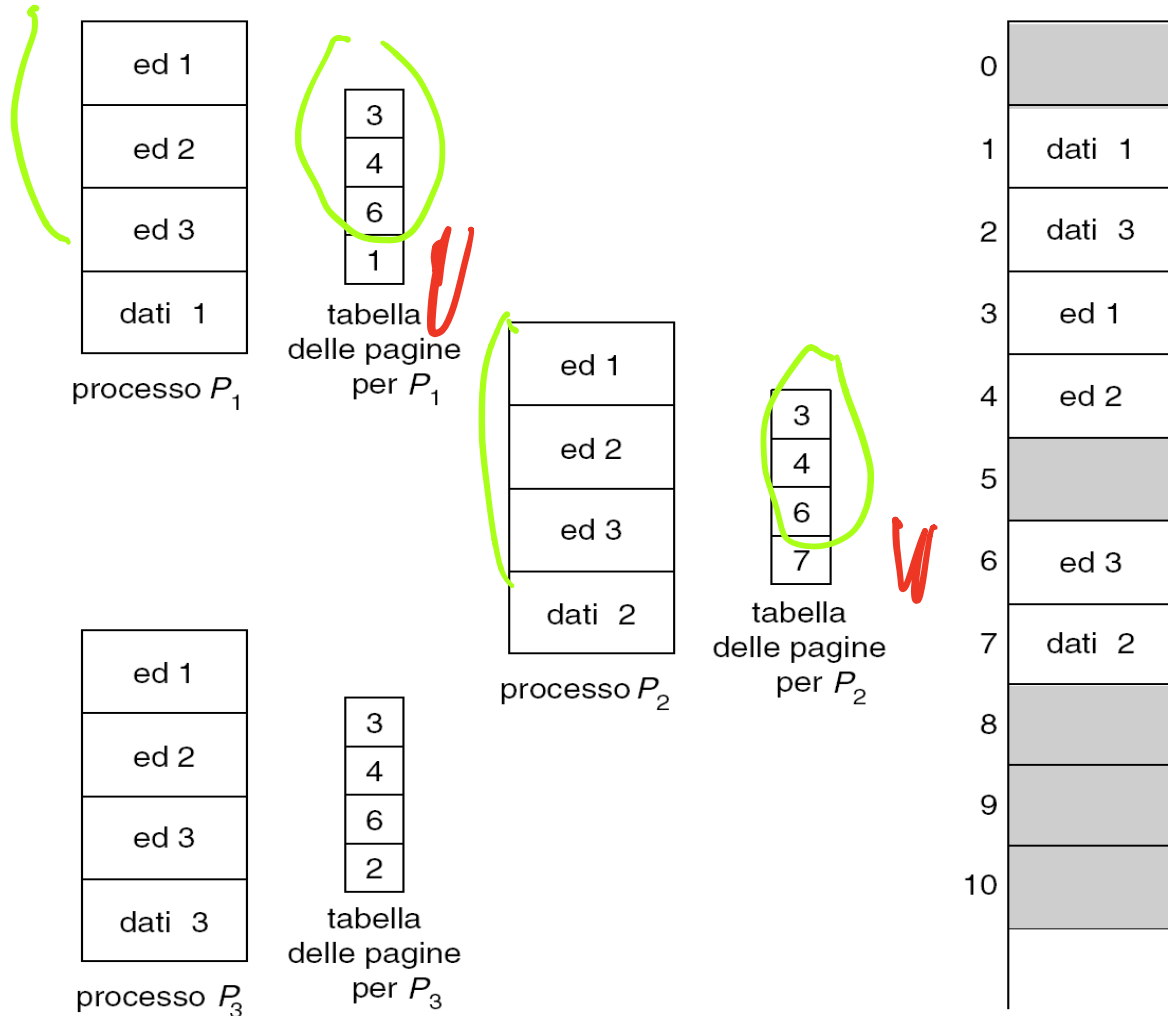 ed 1
ed 2
ed 3
dati 1
processo P1
3
4
6
1
tabella
delle pagine
per P1
ed 1
ed 2
ed 3
dati 2
processo P2
3
4
6
7
tabella
delle pagine
per P2
ed 1
ed 2
ed 3
dati 3
processo P3
3
4
6
2
tabella
delle pagine
per P3
0
1 dati 1
2 dati 3
3 ed 1
4 ed 2
5
6 ed 3
7 dati 2
8
9
10